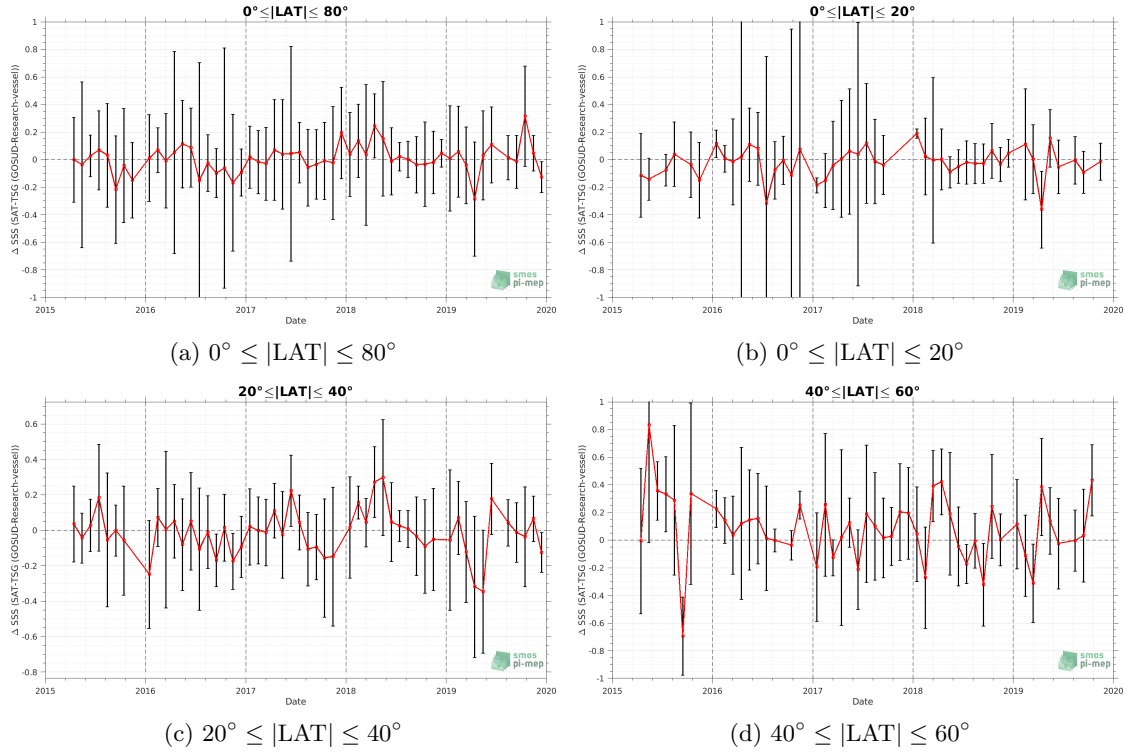 0°≤|LAT|≤ 80°
Δ SSS (SAT-TSG (GOSUD-Research-vessel))
1
0.8
0.6
0.4
0.2
0
-0.2
-0.4
-0.6
-0.8
-1
2015 2016 2017 2018 2019 2020
Date
smos
pi-mep
(a) 0° ≤ |LAT| ≤ 80°
0°≤|LAT|≤ 20°
Δ SSS (SAT-TSG (GOSUD-Research-vessel))
1
0.8
0.6
0.4
0.2
0
-0.2
-0.4
-0.6
-0.8
-1
2015 2016 2017 2018 2019 2020
Date
smos
pi-mep
(b) 0° ≤ |LAT| ≤ 20°
20°≤|LAT|≤ 40°
Δ SSS (SAT-TSG (GOSUD-Research-vessel))
0.6
0.4
0.2
0
-0.2
-0.4
-0.6
-0.8
2015 2016 2017 2018 2019 2020
Date
smos
pi-mep
(c) 20° ≤ |LAT| ≤ 40°
40°≤|LAT|≤ 60°
Δ SSS (SAT-TSG (GOSUD-Research-vessel))
1
0.8
0.6
0.4
0.2
0
-0.2
-0.4
-0.6
-0.8
-1
2015 2016 2017 2018 2019 2020
Date
smos
pi-mep
(d) 40° ≤ |LAT| ≤ 60°